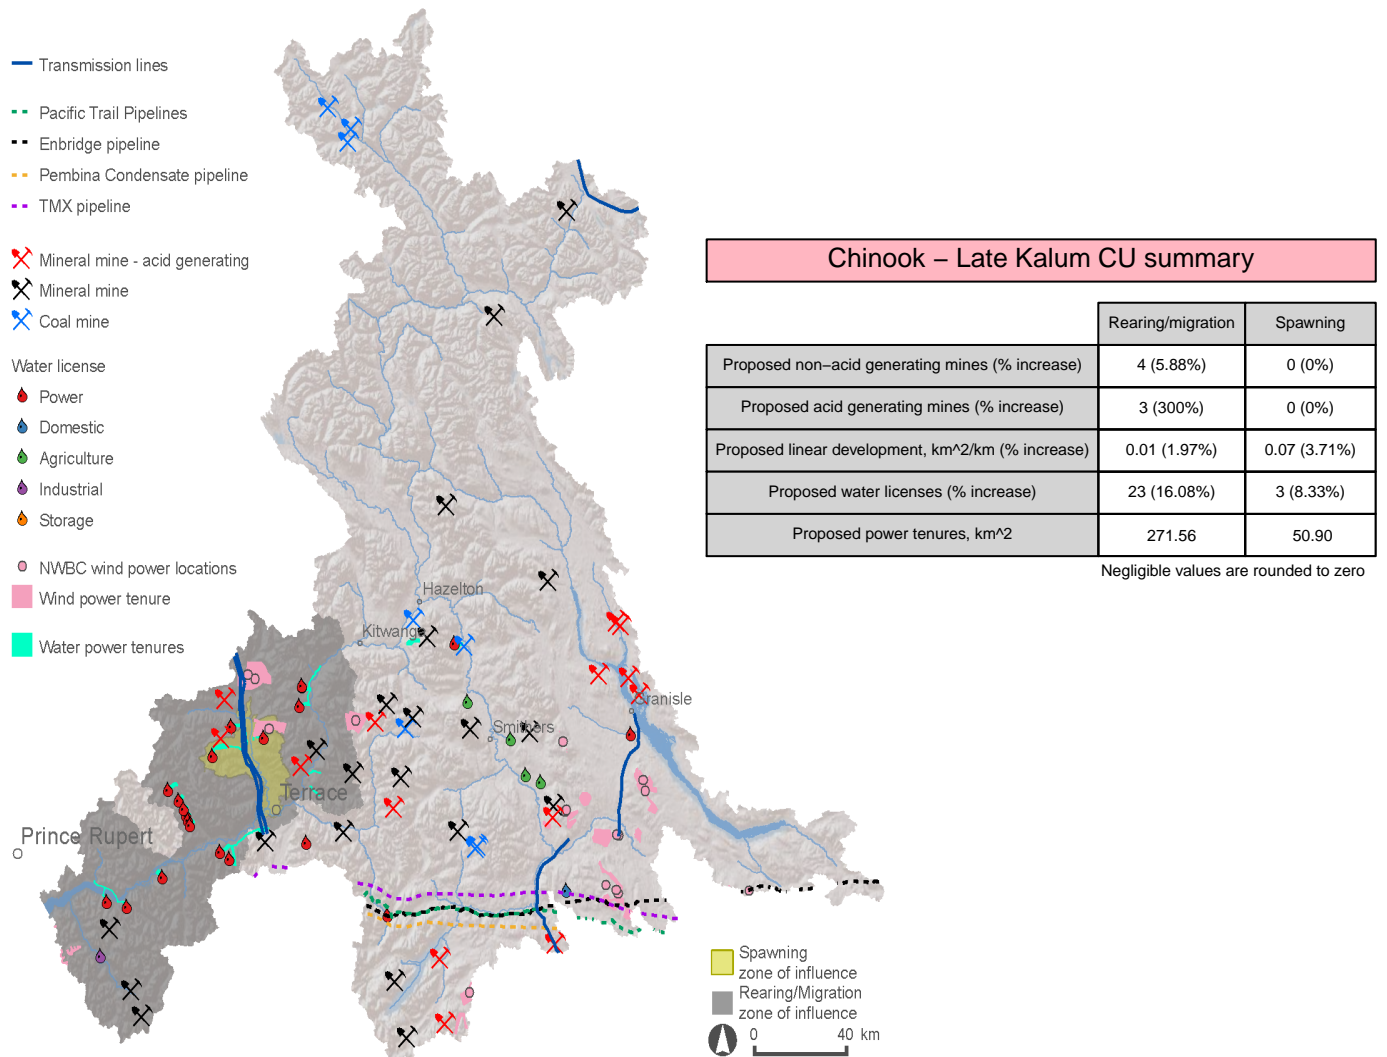 Transmission lines
Pacific Trail Pipelines
Enbridge pipeline
Pembina Condensate pipeline
TMX pipeline
Mineral mine - acid generating
Mineral mine
Coal mine
Water license
Power
Domestic
Agriculture
Industrial
Storage
NWBC wind power locations
Wind power tenure
Water power tenures
Hazelton
Kitwanga
Granisle
Smithers
Terrace
Prince Rupert
Chinook – Late Kalum CU summary
Rearing/migration Spawning
Proposed non–acid generating mines (% increase) 4 (5.88%) 0 (0%)
Proposed acid generating mines (% increase) 3 (300%) 0 (0%)
Proposed linear development, km^2/km (% increase) 0.01 (1.97%) 0.07 (3.71%)
Proposed water licenses (% increase) 23 (16.08%) 3 (8.33%)
Proposed power tenures, km^2 271.56 50.90
Negligible values are rounded to zero
Spawning
zone of influence
Rearing/Migration
zone of influence
0 40 km